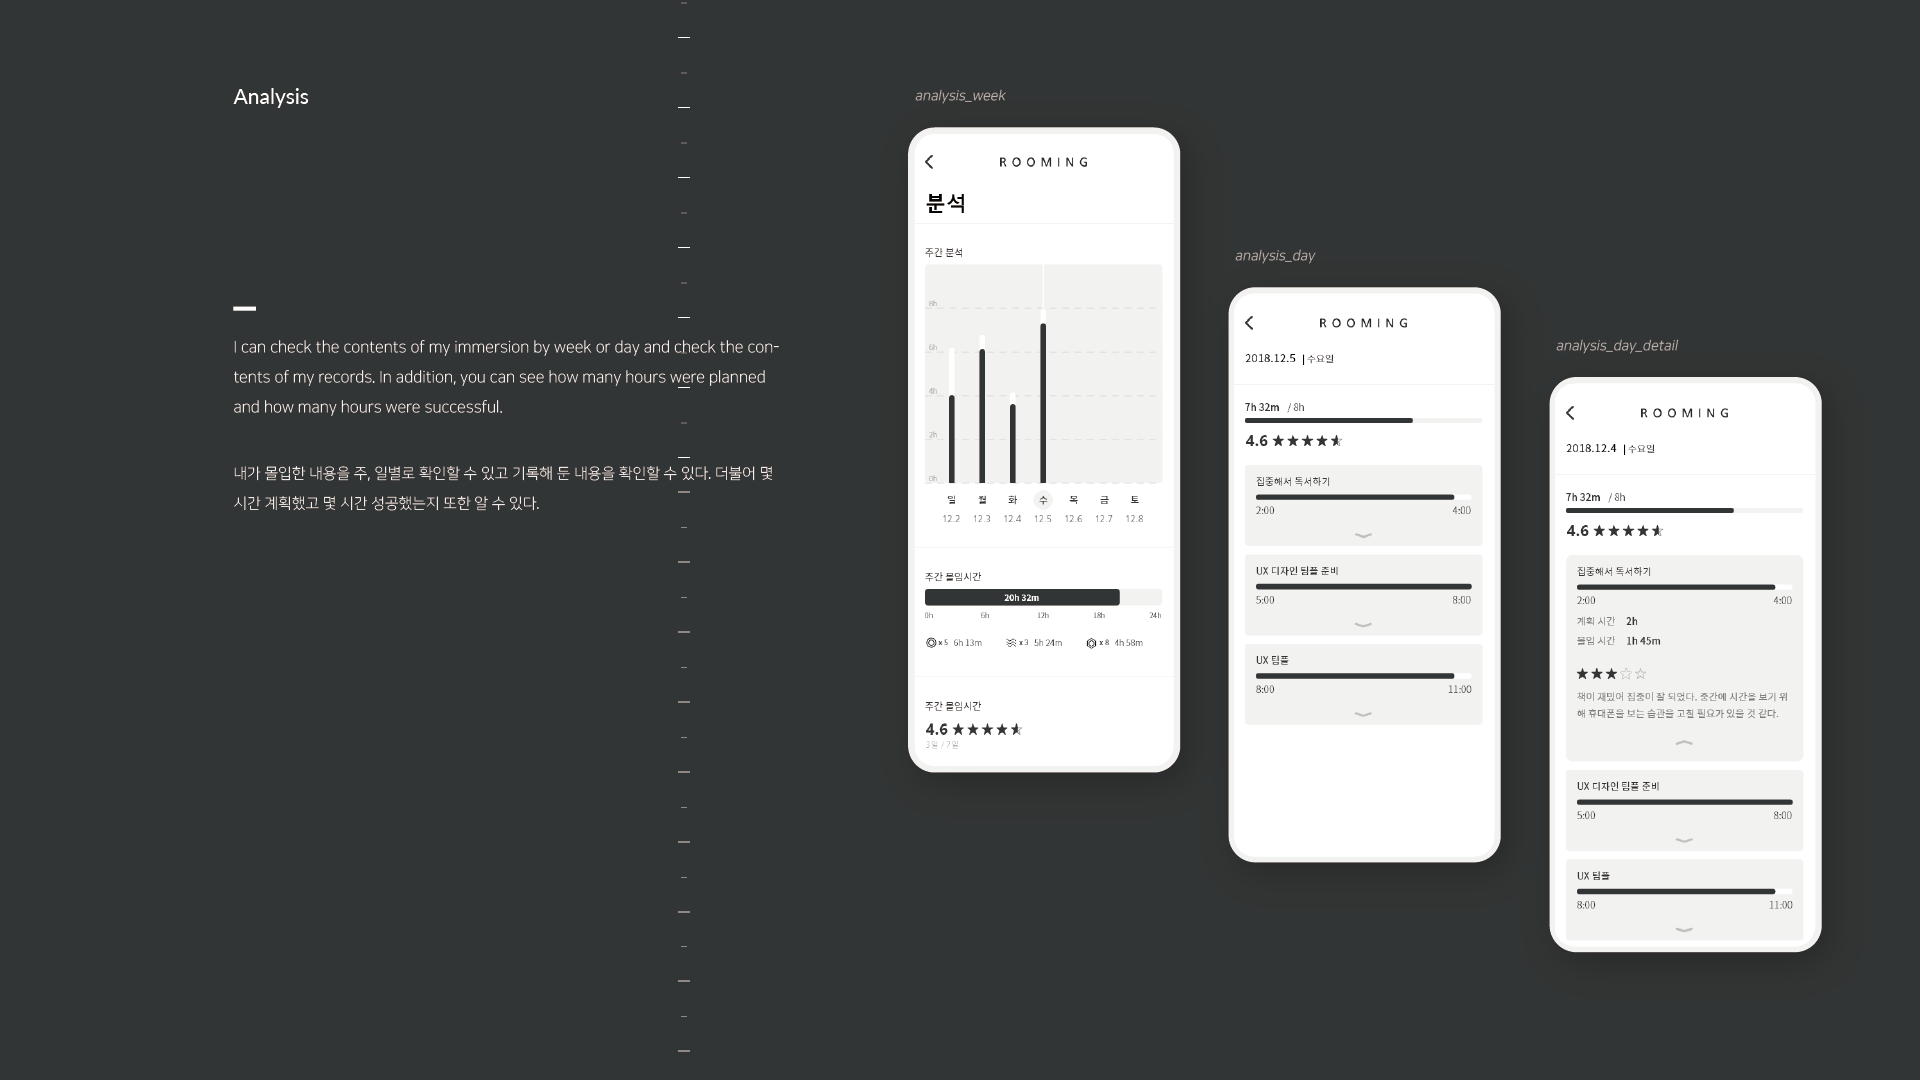 Analysis
I can check the contents of my immersion by week or day and check the con-
tents of my records. In addition, you can see how many hours were planned
and how many hours were successful.
내가 몰입한 내용을 주, 일별로 확인할 수 있고 기록해 둔 내용을 확인할 수 있다. 더불어 몇
시간 계획했고 몇 시간 성공했는지 또한 알 수 있다.
analysis_week
ROOMING
분석
주간 분석
8h
6h
4h
2h
0h
일 월 화 수 목 금 토
12.2 12.3 12.4 12.5 12.6 12.7 12.8
주간 몰입시간
20h 32m
0h 6h 12h 18h 24h
x 5 6h 13m x 3 5h 24m x 8 4h 58m
주간 몰입시간
4.6
3일 / 7일
analysis_day
ROOMING
2018.12.5 | 수요일
7h 32m / 8h
4.6
집중해서 독서하기
2:00 4:00
UX 디자인 팀플 준비
5:00 8:00
UX 팀플
8:00 11:00
analysis_day_detail
ROOMING
2018.12.4 | 수요일
7h 32m / 8h
4.6
집중해서 독서하기
2:00 4:00
계획 시간 2h
몰입 시간 1h 45m
책이 재밌어 집중이 잘 되었다. 중간에 시간을 보기 위
해 휴대폰을 보는 습관을 고칠 필요가 있을 것 같다.
UX 디자인 팀플 준비
5:00 8:00
UX 팀플
8:00 11:00